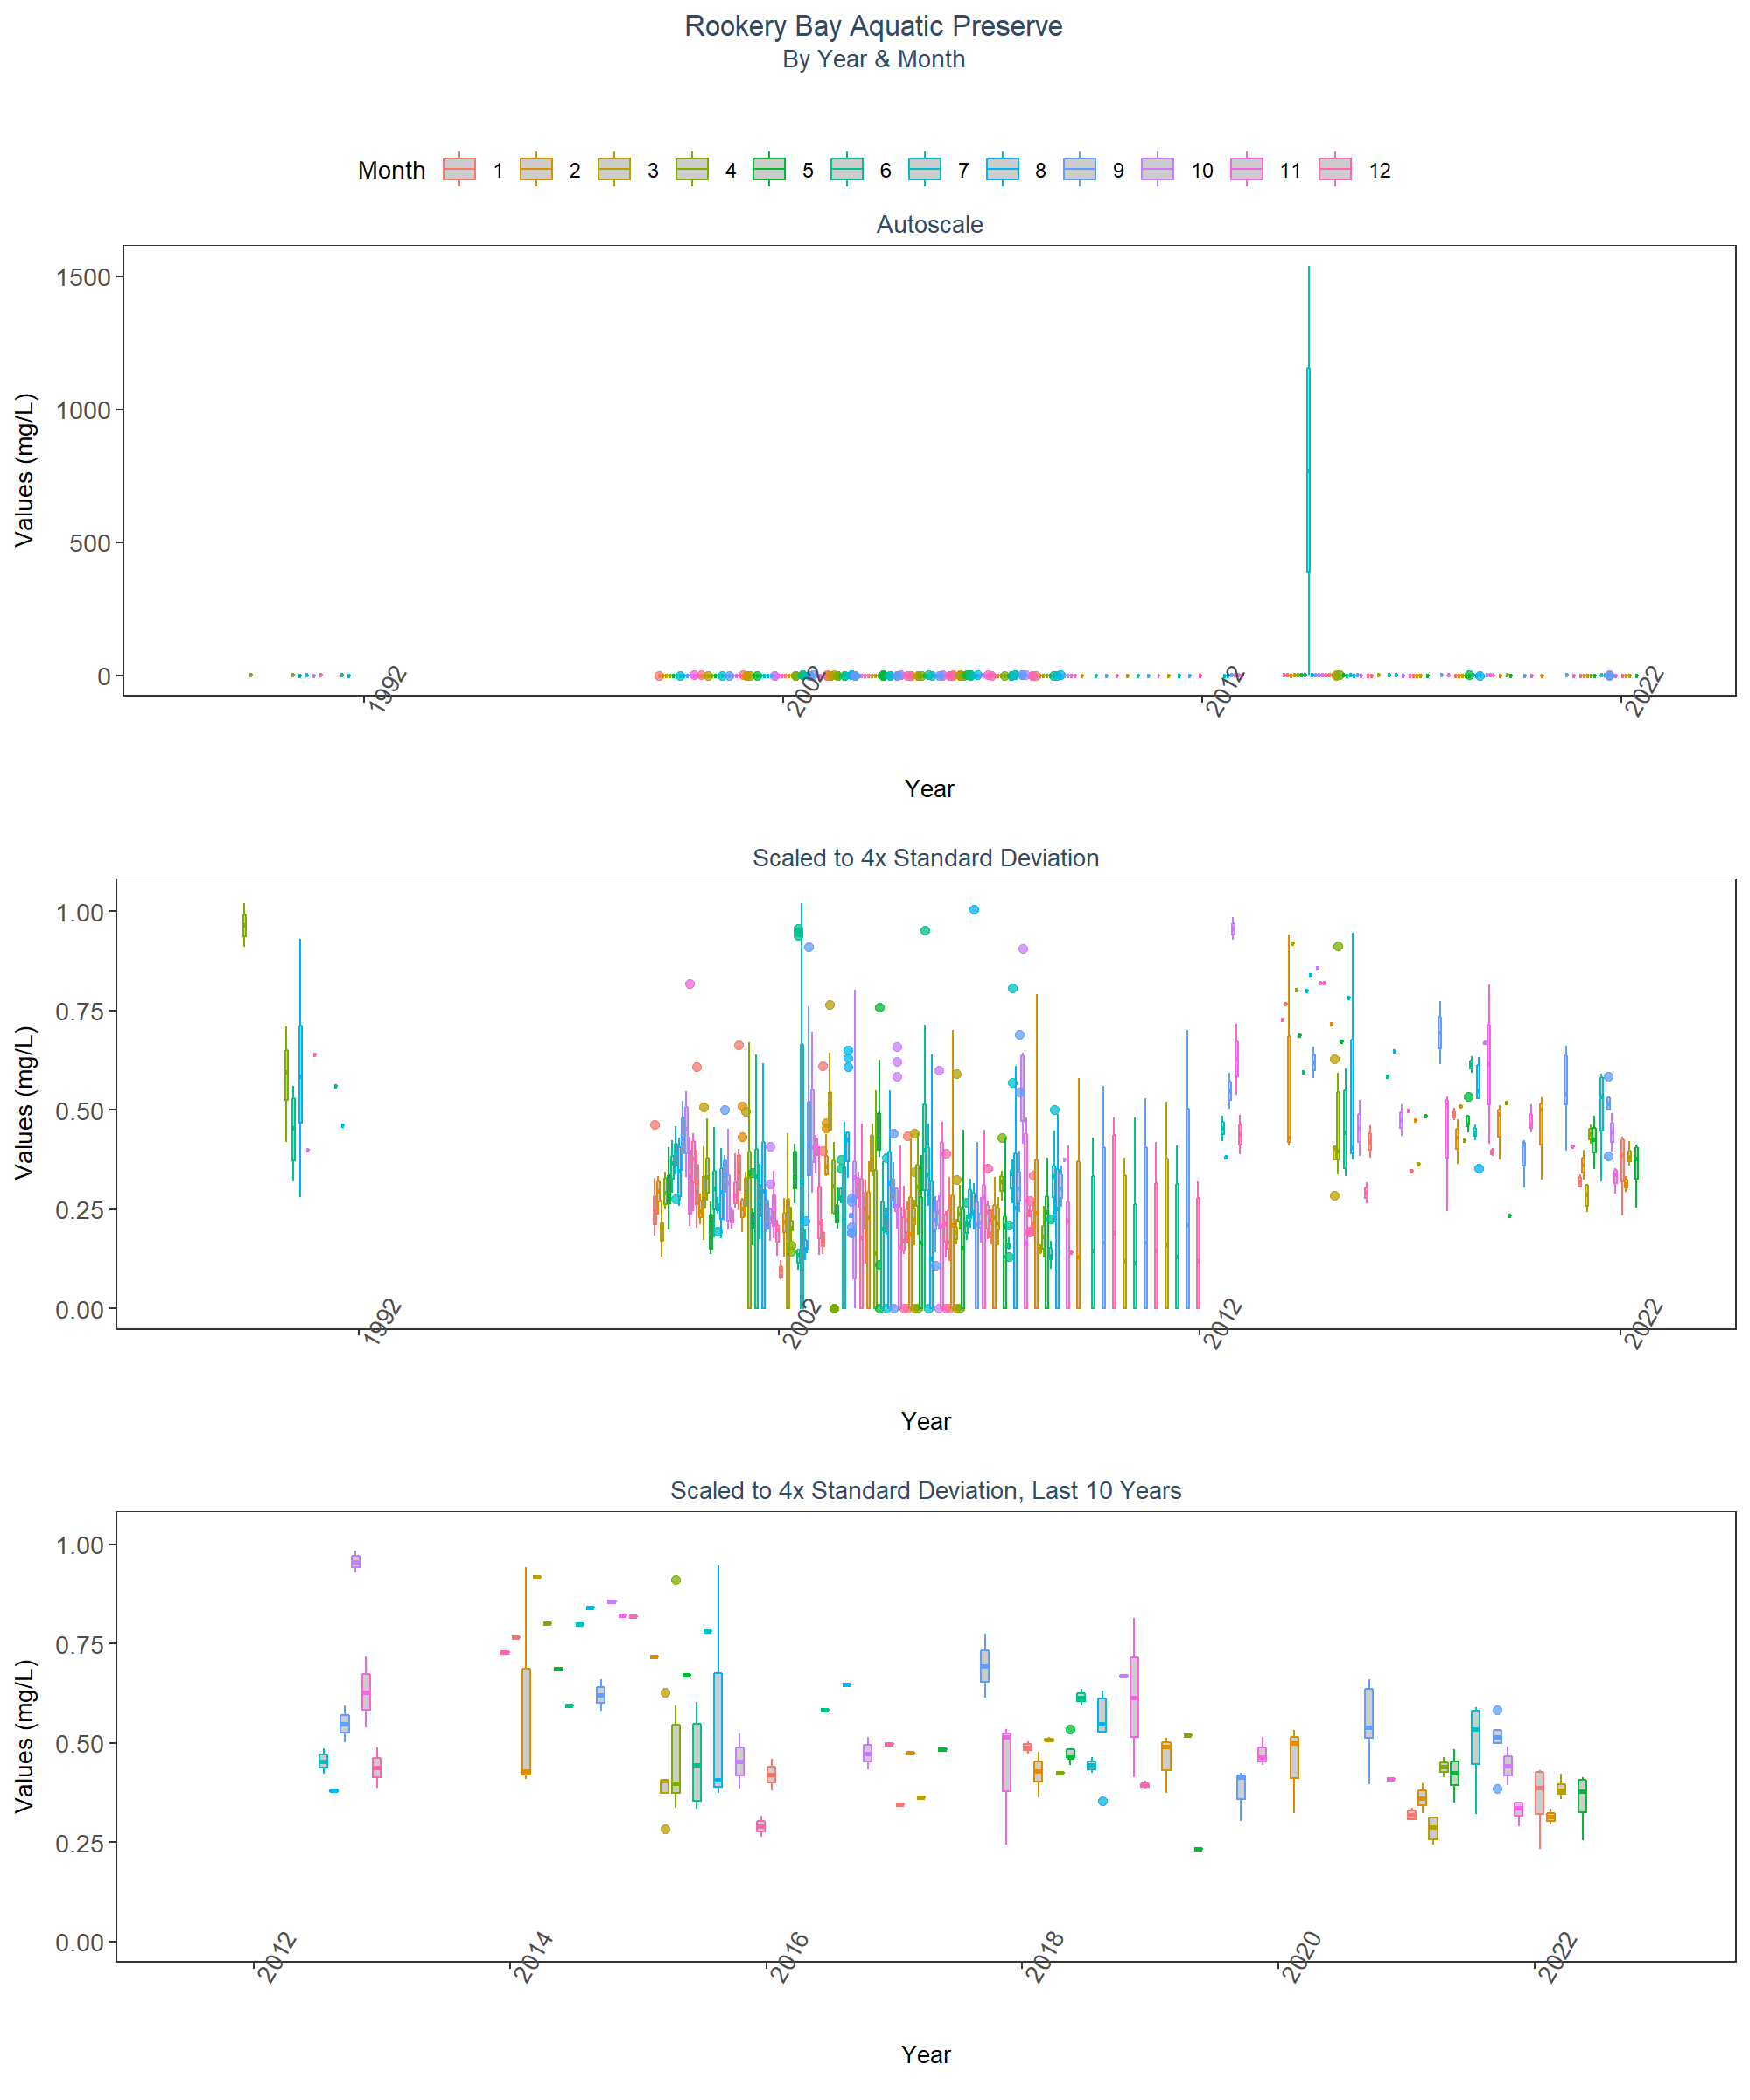 Rookery Bay Aquatic Preserve
By Year & Month
Month 1 2 3 4 5 6 7 8 9 10 11 12
Autoscale
Values (mg/L)
1500
1000
500
0
1992 2002 2012 2022
Year
Scaled to 4x Standard Deviation
Values (mg/L)
1.00
0.75
0.50
0.25
0.00
1992 2002 2012 2022
Year
Scaled to 4x Standard Deviation, Last 10 Years
Values (mg/L)
1.00
0.75
0.50
0.25
0.00
2012 2014 2016 2018 2020 2022
Year